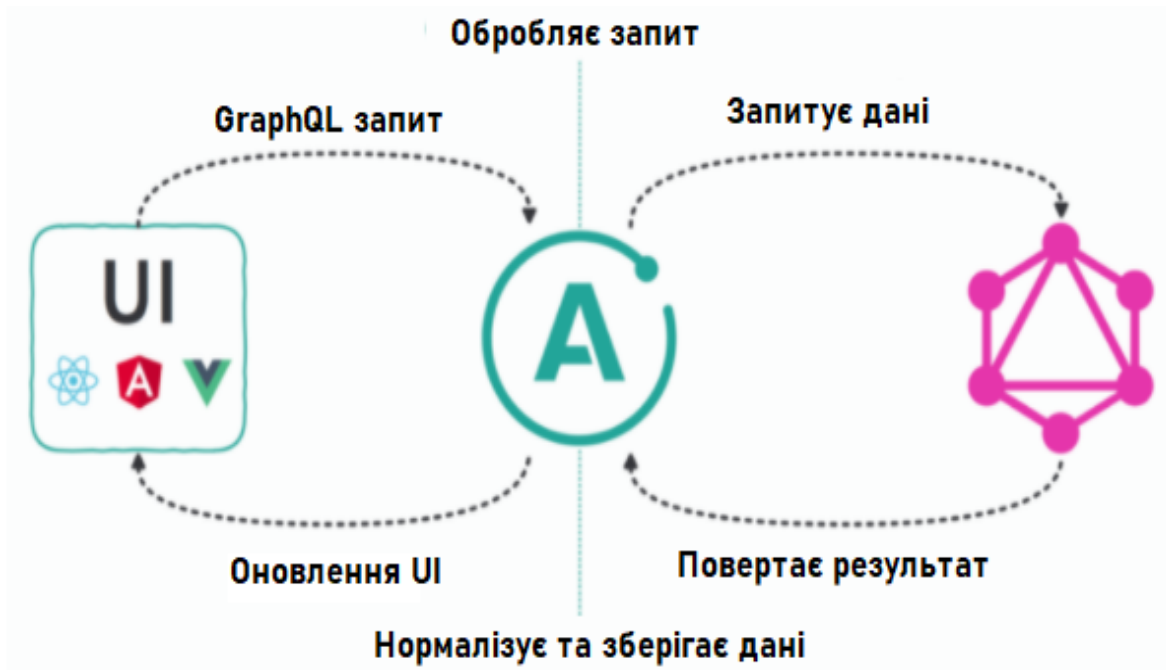 Обробляє запит
GraphQL запит
Запитує дані
UI
Оновлення UI
Повертає результат
Нормалізує та зберігає дані